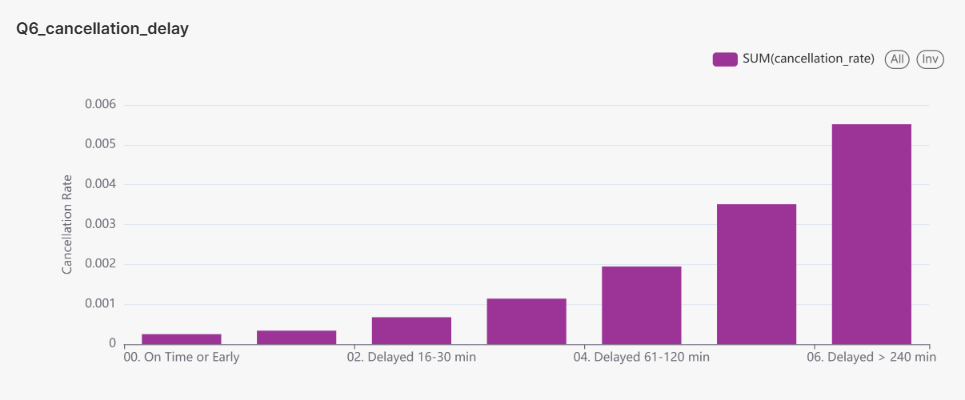 Q6_cancellation_delay
SUM(cancellation_rate) All Inv
0.006
0.005
0.004
0.003
0.002
0.001
0
Cancellation Rate
00. On Time or Early 02. Delayed 16-30 min 04. Delayed 61-120 min 06. Delayed > 240 min